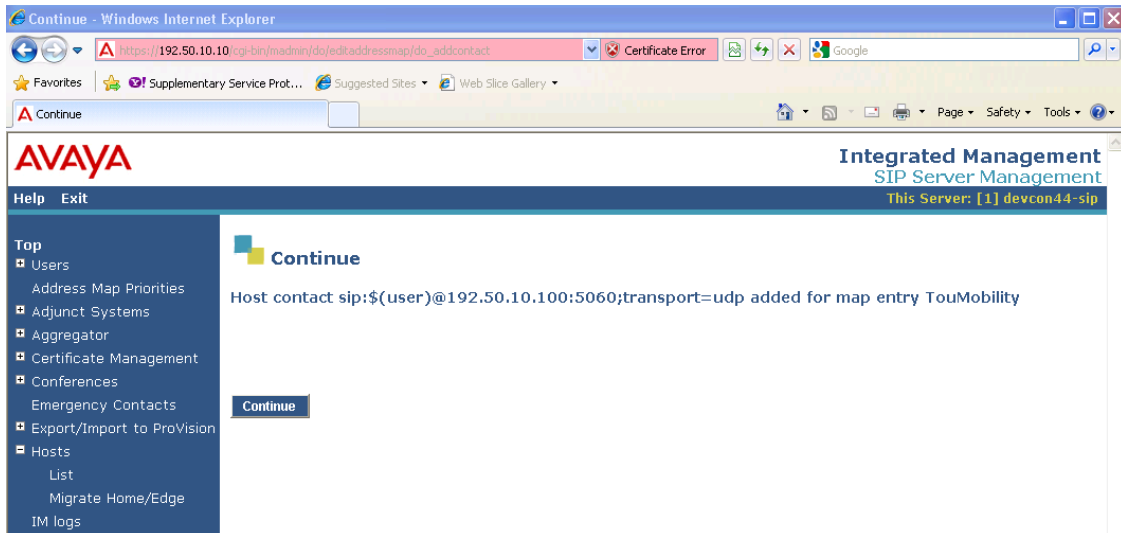 Continue - Windows Internet Explorer
https://192.50.10.10/cgi-bin/madmin/do/editaddressmap/do_addcontact
Certificate Error
Google
Favorites
Supplementary Service Prot...
Suggested Sites
Web Slice Gallery
Continue
Page
Safety
Tools
AVAYA
Integrated Management
SIP Server Management
Help Exit
This Server: [1] devcon44-sip
Top
Users
Address Map Priorities
Adjunct Systems
Aggregator
Certificate Management
Conferences
Emergency Contacts
Export/Import to ProVision
Hosts
List
Migrate Home/Edge
IM logs
Continue
Host contact sip:$(user)@192.50.10.100:5060;transport=udp added for map entry TouMobility
Continue